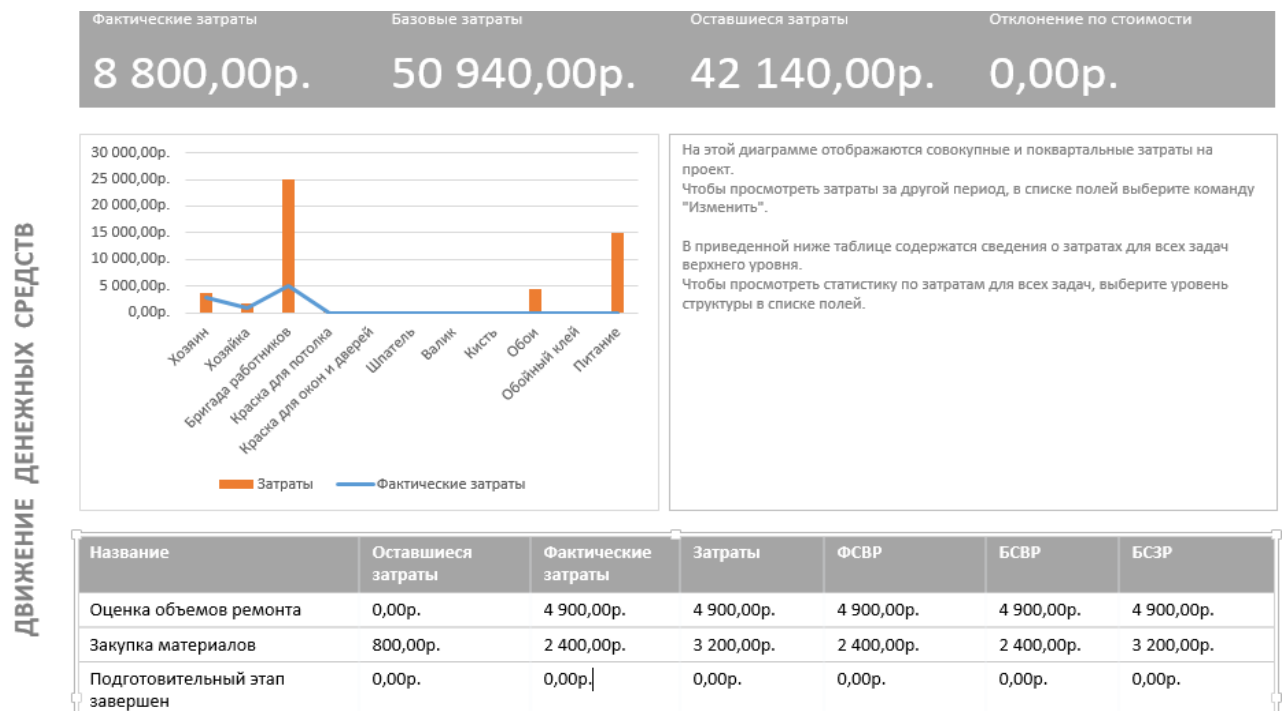 Фактические затраты
Базовые затраты
Оставшиеся затраты
Отклонение по стоимости
8 800,00р.
50 940,00р.
42 140,00р.
0,00р.
ДВИЖЕНИЕ ДЕНЕЖНЫХ СРЕДСТВ
30 000,00р.
25 000,00р.
20 000,00р.
15 000,00р.
10 000,00р.
5 000,00р.
0,00р.
Хозяин
Хозяйка
Бригада работников
Краска для потолка
Краска для окон и дверей
Шпатель
Валик
Кисть
Обои
Обойный клей
Питание
Затраты
Фактические затраты
На этой диаграмме отображаются совокупные и поквартальные затраты на
проект.
Чтобы просмотреть затраты за другой период, в списке полей выберите команду
"Изменить".
В приведенной ниже таблице содержатся сведения о затратах для всех задач
верхнего уровня.
Чтобы просмотреть статистику по затратам для всех задач, выберите уровень
структуры в списке полей.
Название Оставшиеся затраты Фактические затраты Затраты ФСВР БСВР БСЗР
Оценка объемов ремонта 0,00р. 4 900,00р. 4 900,00р. 4 900,00р. 4 900,00р. 4 900,00р.
Закупка материалов 800,00р. 2 400,00р. 3 200,00р. 2 400,00р. 2 400,00р. 3 200,00р.
Подготовительный этап завершен 0,00р. 0,00р. 0,00р. 0,00р. 0,00р. 0,00р.